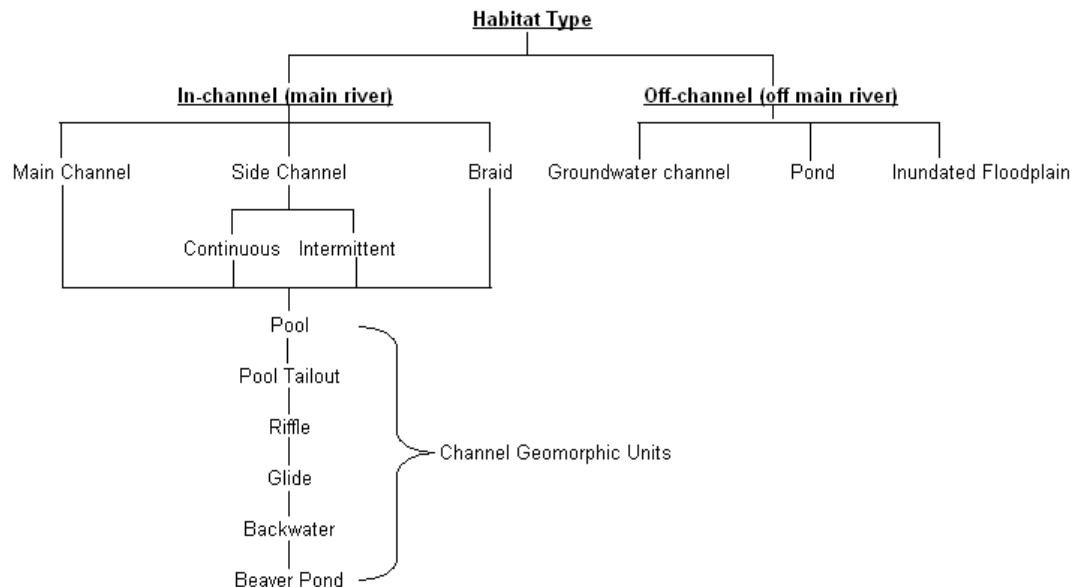 Habitat Type
In-channel (main river)
Off-channel (off main river)
Main Channel
Side Channel
Braid
Groundwater channel
Pond
Inundated Floodplain
Continuous
Intermittent
Pool
Pool Tailout
Riffle
Channel Geomorphic Units
Glide
Backwater
Beaver Pond